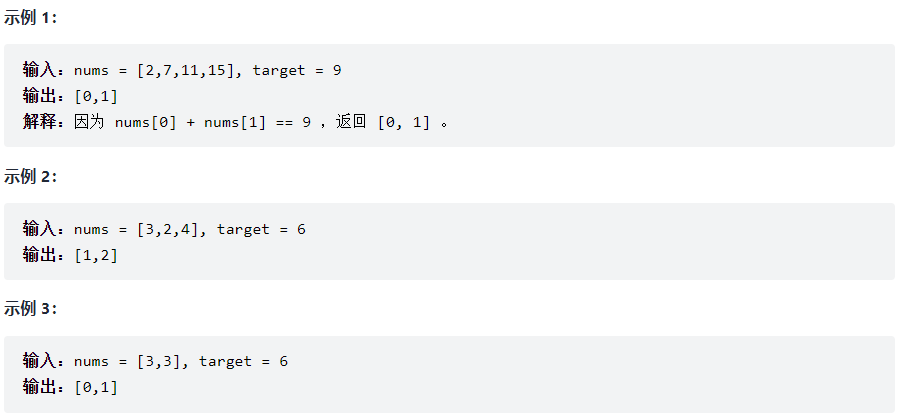 示例 1：
输入：nums = [2,7,11,15], target = 9
输出：[0,1]
解释：因为 nums[0] + nums[1] == 9 ，返回 [0, 1] 。
示例 2：
输入：nums = [3,2,4], target = 6
输出：[1,2]
示例 3：
输入：nums = [3,3], target = 6
输出：[0,1]